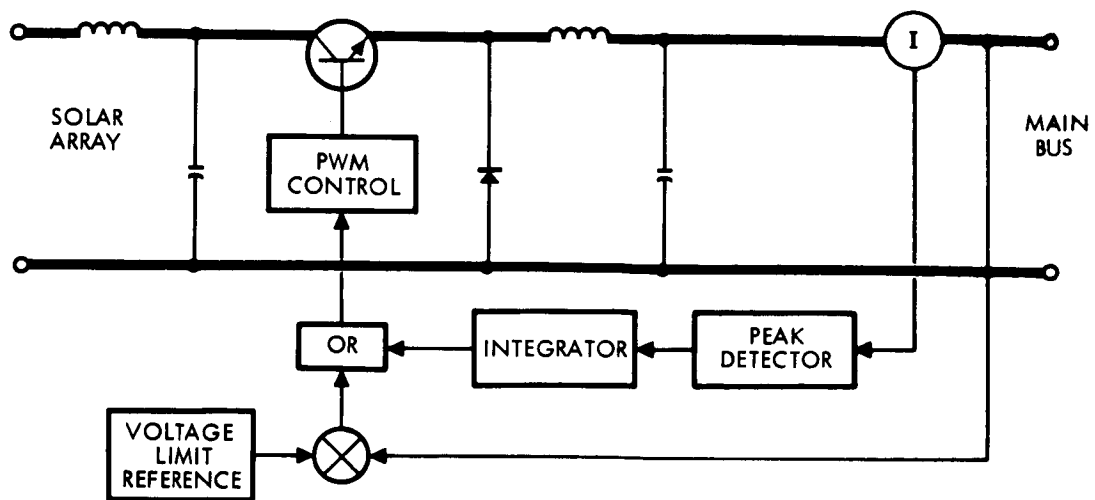 I
SOLAR
ARRAY
MAIN
BUS
PWM
CONTROL
OR
INTEGRATOR
PEAK
DETECTOR
VOLTAGE
LIMIT
REFERENCE